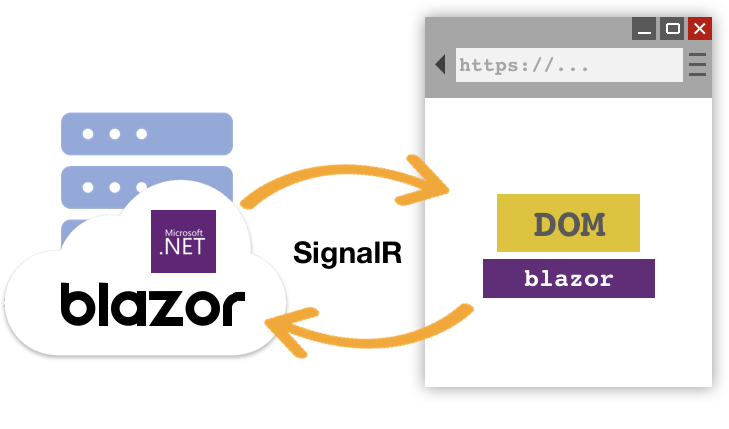 https://...
DOM
blazor
SignalR
Microsoft
.NET
blazor